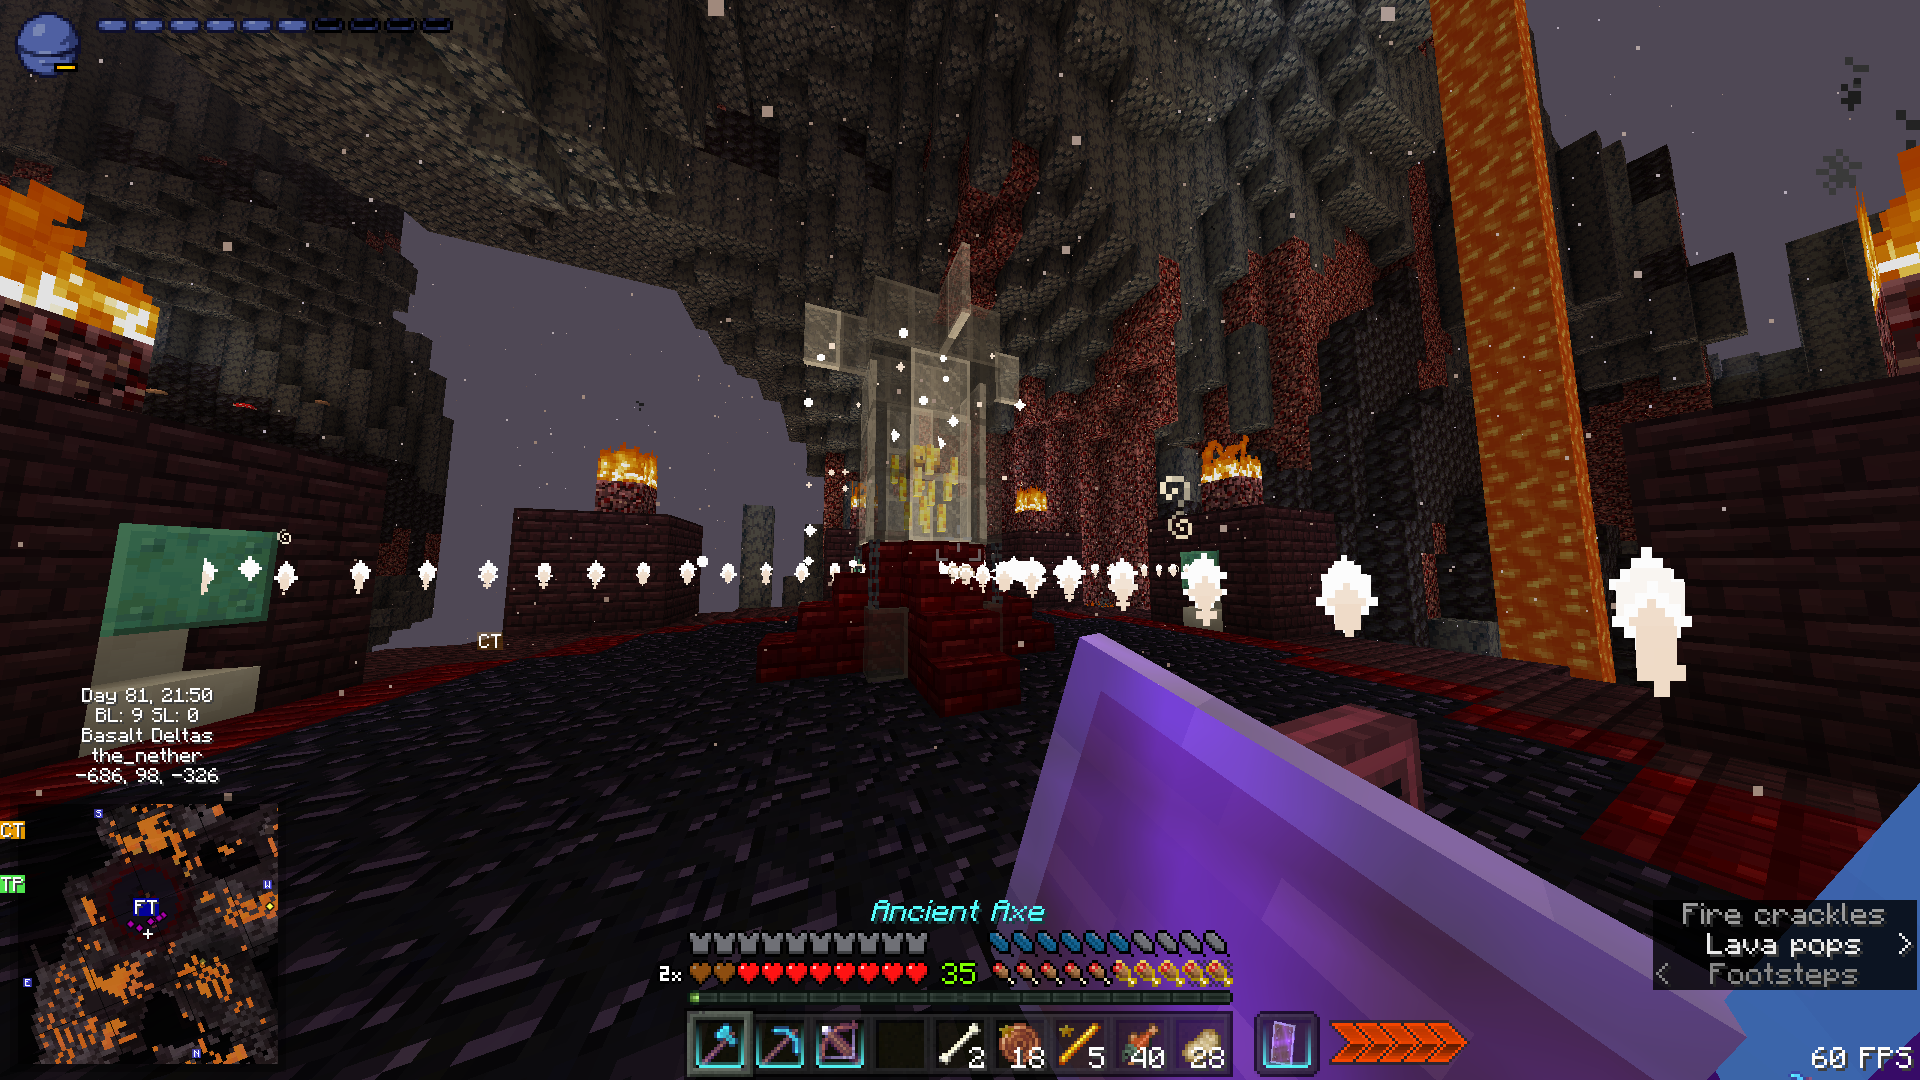 CT
Day 81, 21:50
BL: 9 SL: 0
Basalt Deltas
the_nether
-686, 98, -326
S
CT
W
TP
FT
E
N
Ancient Axe
2x
35
2
18
5
40
28
Fire crackles
Lava pops >
< Footsteps
60 FPS